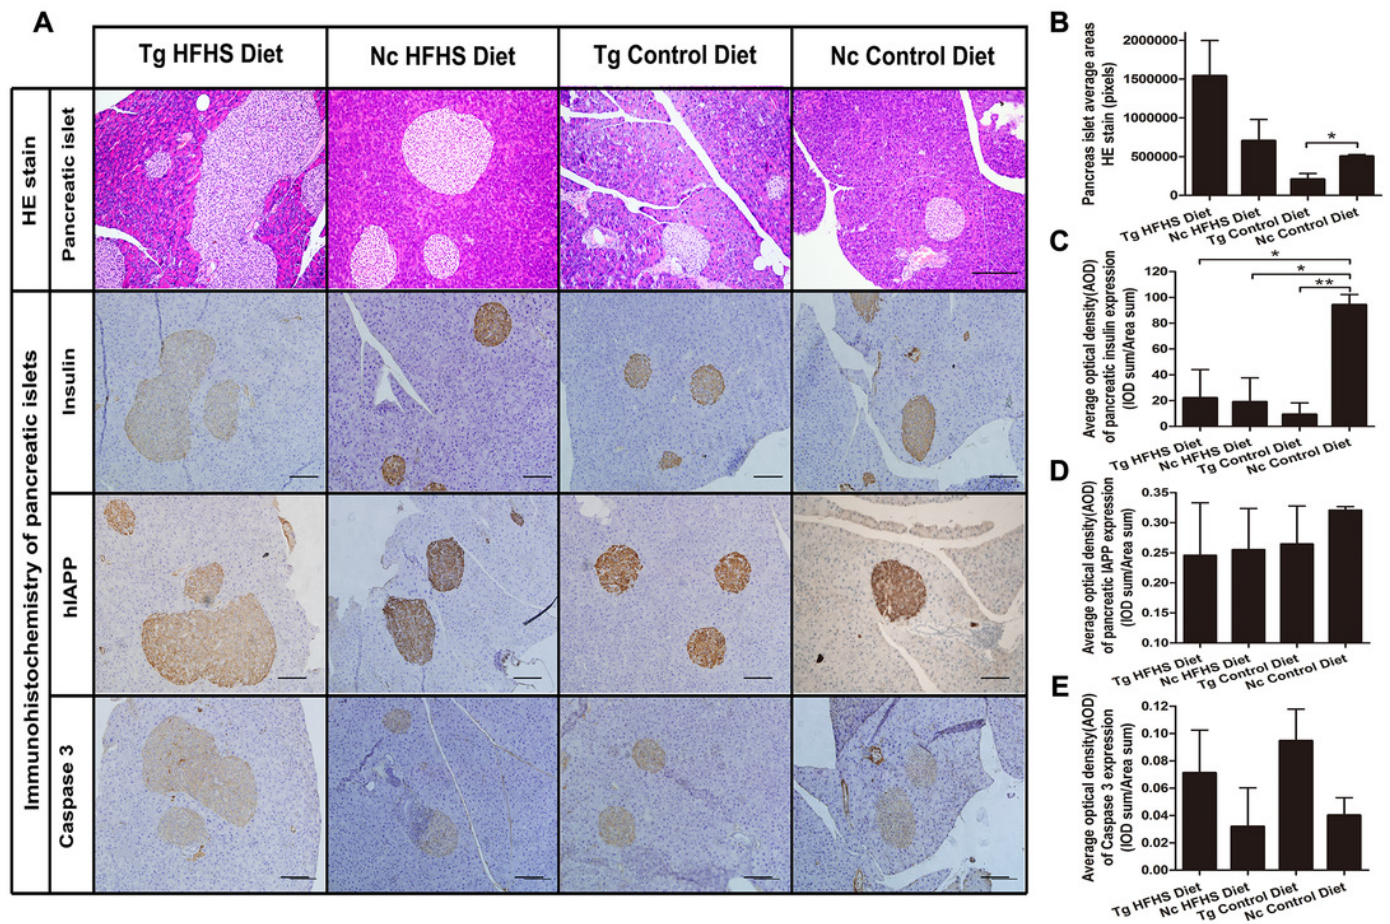 A
Tg HFHS Diet
Nc HFHS Diet
Tg Control Diet
Nc Control Diet
HE stain
Pancreatic islet
Immunohistochemistry of pancreatic islets
Insulin
hIAPP
Caspase 3
B
Pancreas islet average areas
HE stain (pixels)
2000000
1500000
1000000
500000
0
*
Tg HFHS Diet
Nc HFHS Diet
Tg Control Diet
Nc Control Diet
C
Average optical density(AOD)
of pancreatic insulin expression
(IOD sum/Area sum)
120
100
80
60
40
20
0
*
*
**
Tg HFHS Diet
Nc HFHS Diet
Tg Control Diet
Nc Control Diet
D
Average optical density(AOD)
of pancreatic IAPP expression
(IOD sum/Area sum)
0.35
0.30
0.25
0.20
0.15
0.10
Tg HFHS Diet
Nc HFHS Diet
Tg Control Diet
Nc Control Diet
E
Average optical density(AOD)
of Caspase 3 expression
(IOD sum/Area sum)
0.12
0.10
0.08
0.06
0.04
0.02
0.00
Tg HFHS Diet
Nc HFHS Diet
Tg Control Diet
Nc Control Diet